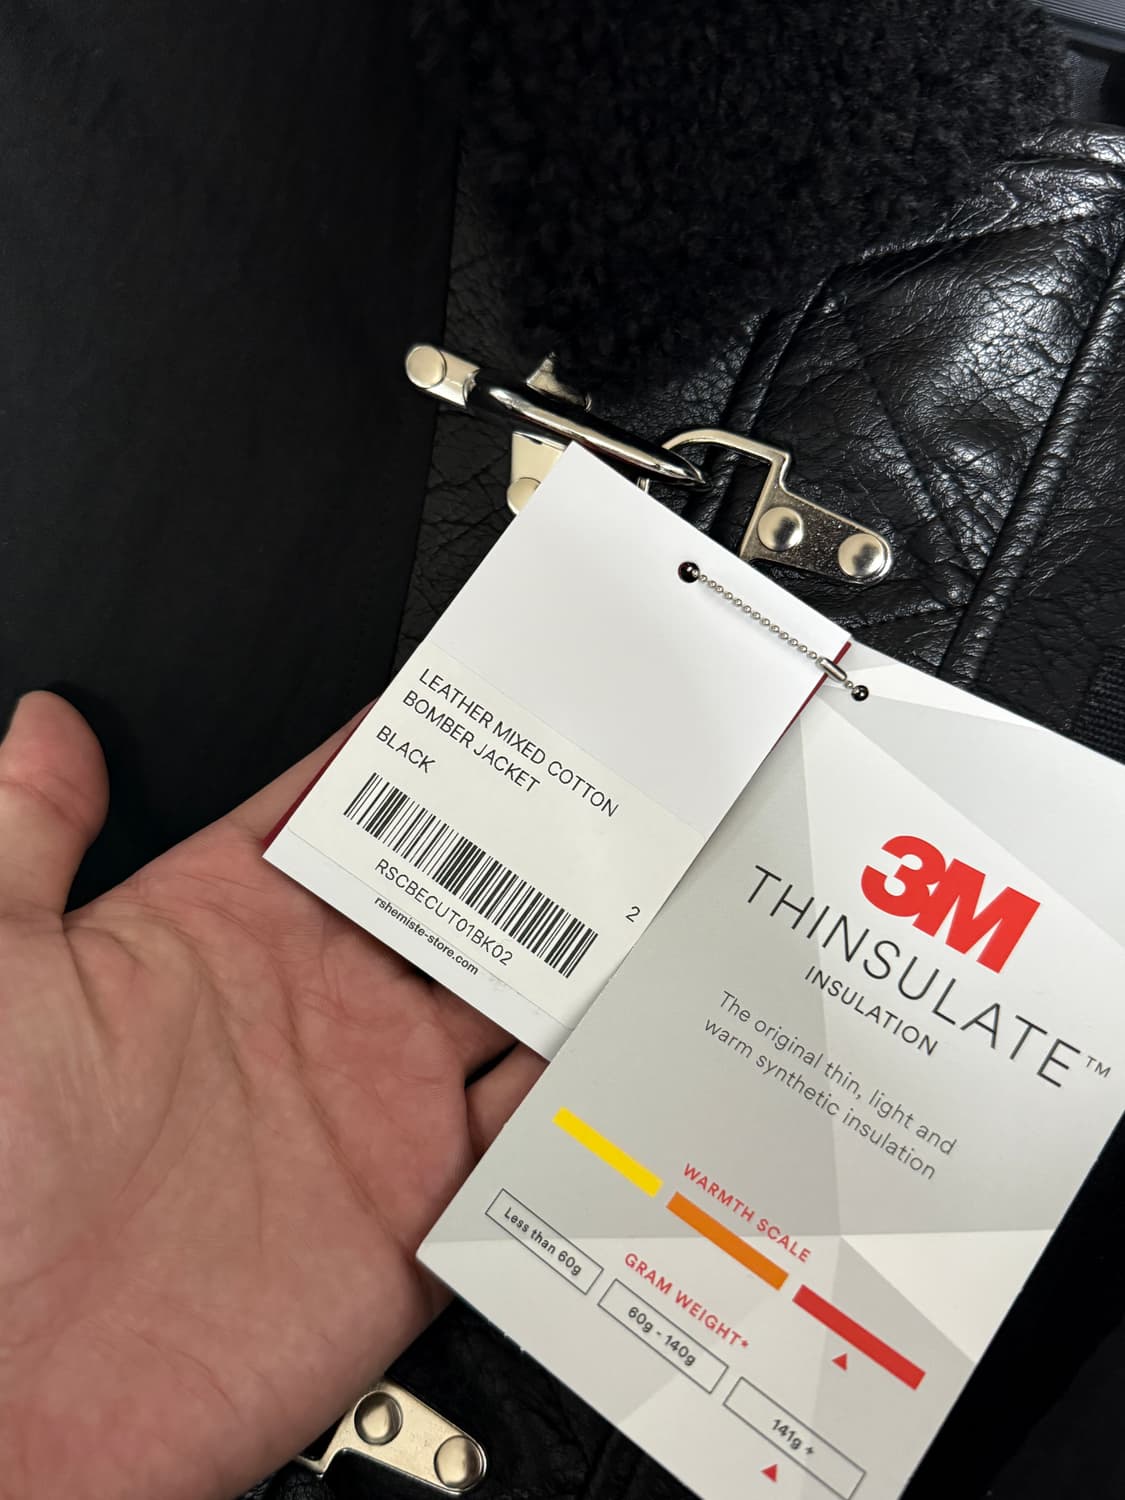 LEATHER MIXED COTTON
BOMBER JACKET
BLACK
2
RSCBECUT01BK02
rshemiste-store.com
3M
THINSULATE™
INSULATION
The original thin, light and
warm synthetic insulation
WARMTH SCALE
GRAM WEIGHT*
Less than 60g
60g - 140g
141g +